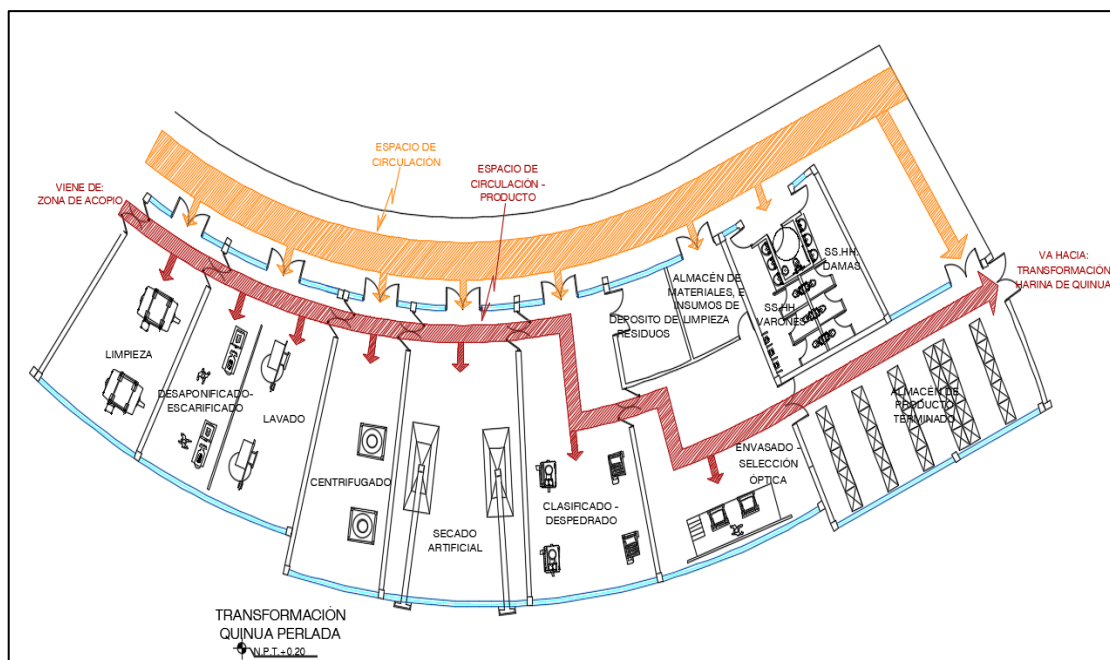 ESPACIO DE
CIRCULACIÓN
ESPACIO DE
CIRCULACIÓN -
PRODUCTO
VIENE DE:
ZONA DE ACOPIO
SS.HH.
DAMAS
VA HACIA:
TRANSFORMACIÓN
HARINA DE QUINUA
ALMACÉN DE
MATERIALES, E
INSUMOS DE
LIMPIEZA
DEPOSITO DE
RESIDUOS
SS.HH.
VARONES
LIMPIEZA
DESAPONIFICADO-
ESCARIFICADO
LAVADO
ALMACÉN DE
PRODUCTO
TERMINADO
ENVASADO -
SELECCIÓN
ÓPTICA
CENTRIFUGADO
CLASIFICADO -
DESPEDRADO
SECADO
ARTIFICIAL
TRANSFORMACIÓN
QUINUA PERLADA
N.P.T.+0.20